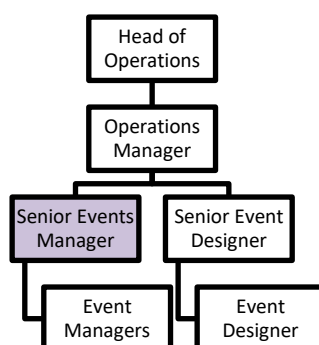 Head of
Operations
Operations
Manager
Senior Events
Manager
Senior Event
Designer
Event
Managers
Event
Designer